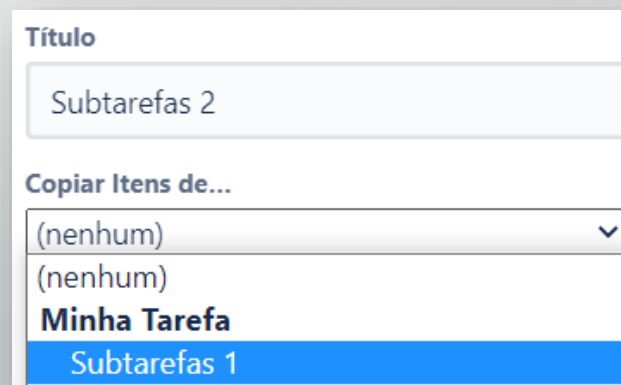 Título
Subtarefas 2
Copiar Itens de...
(nenhum)
(nenhum)
Minha Tarefa
Subtarefas 1